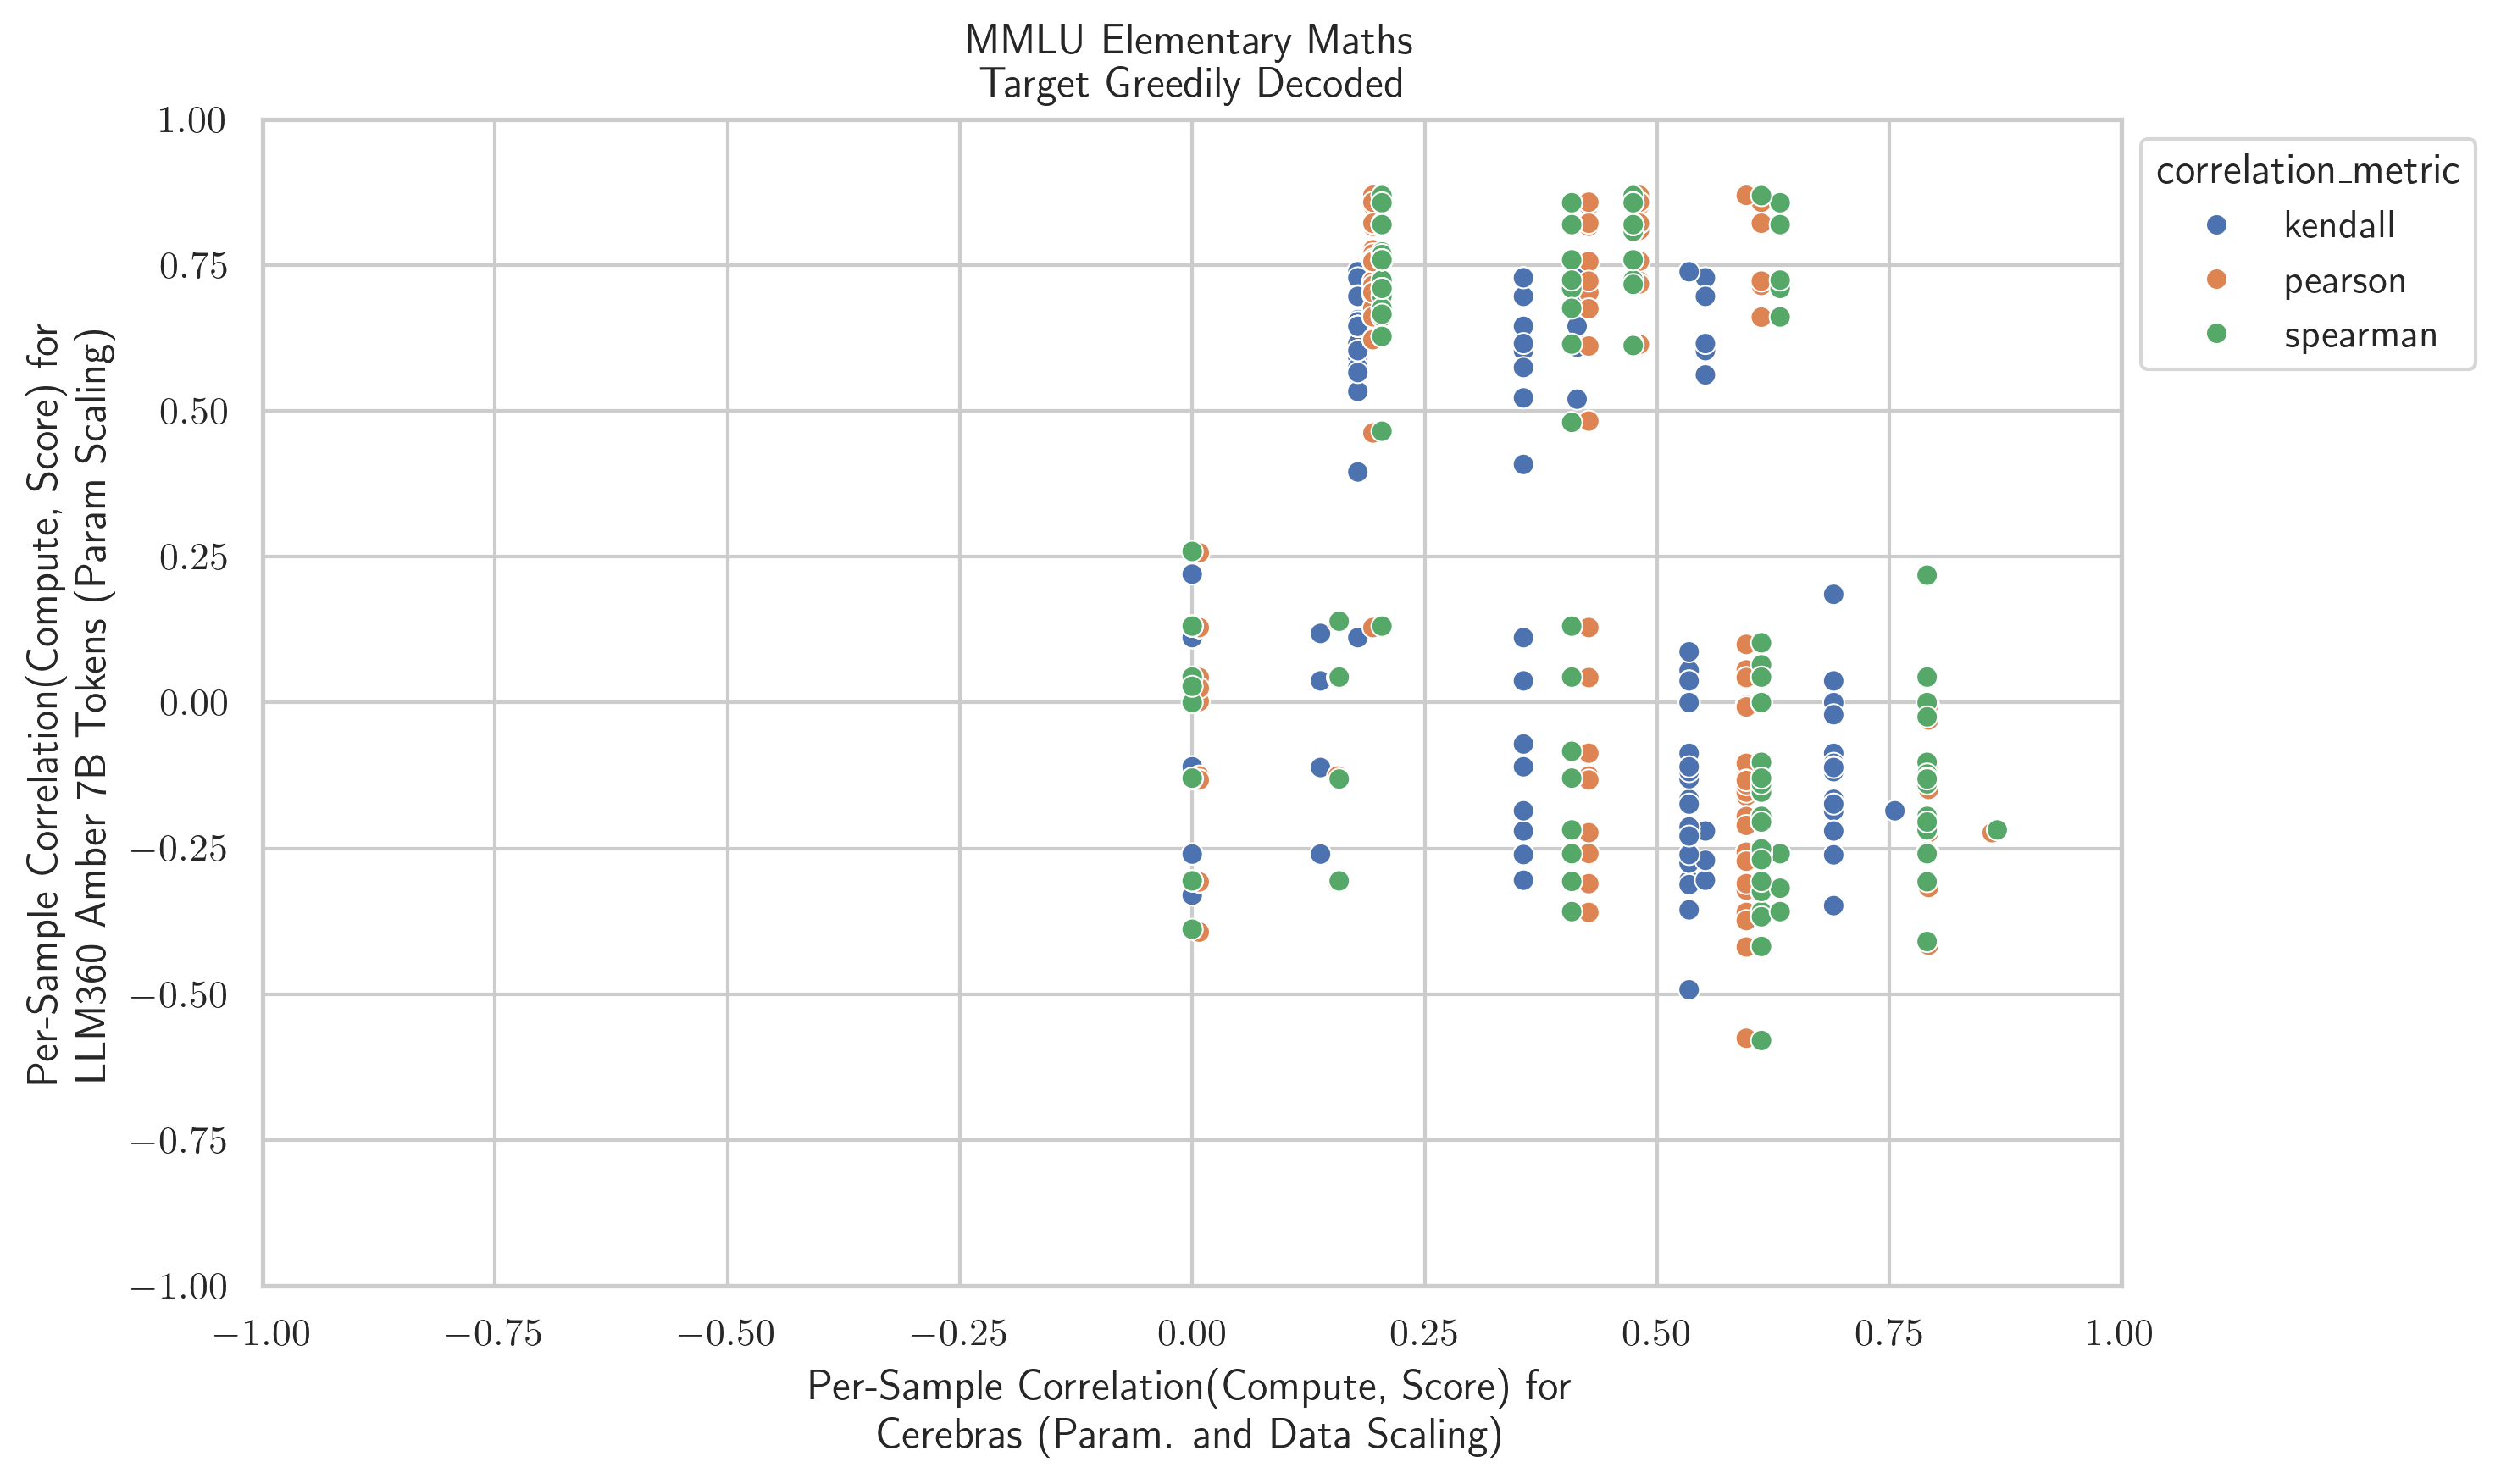 MMLU Elementary Maths
Target Greedily Decoded
1.00
0.75
0.50
0.25
0.00
−0.25
−0.50
−0.75
−1.00
Per-Sample Correlation(Compute, Score) for
LLM360 Amber 7B Tokens (Param Scaling)
correlation_metric
kendall
pearson
spearman
−1.00 −0.75 −0.50 −0.25 0.00 0.25 0.50 0.75 1.00
Per-Sample Correlation(Compute, Score) for
Cerebras (Param. and Data Scaling)